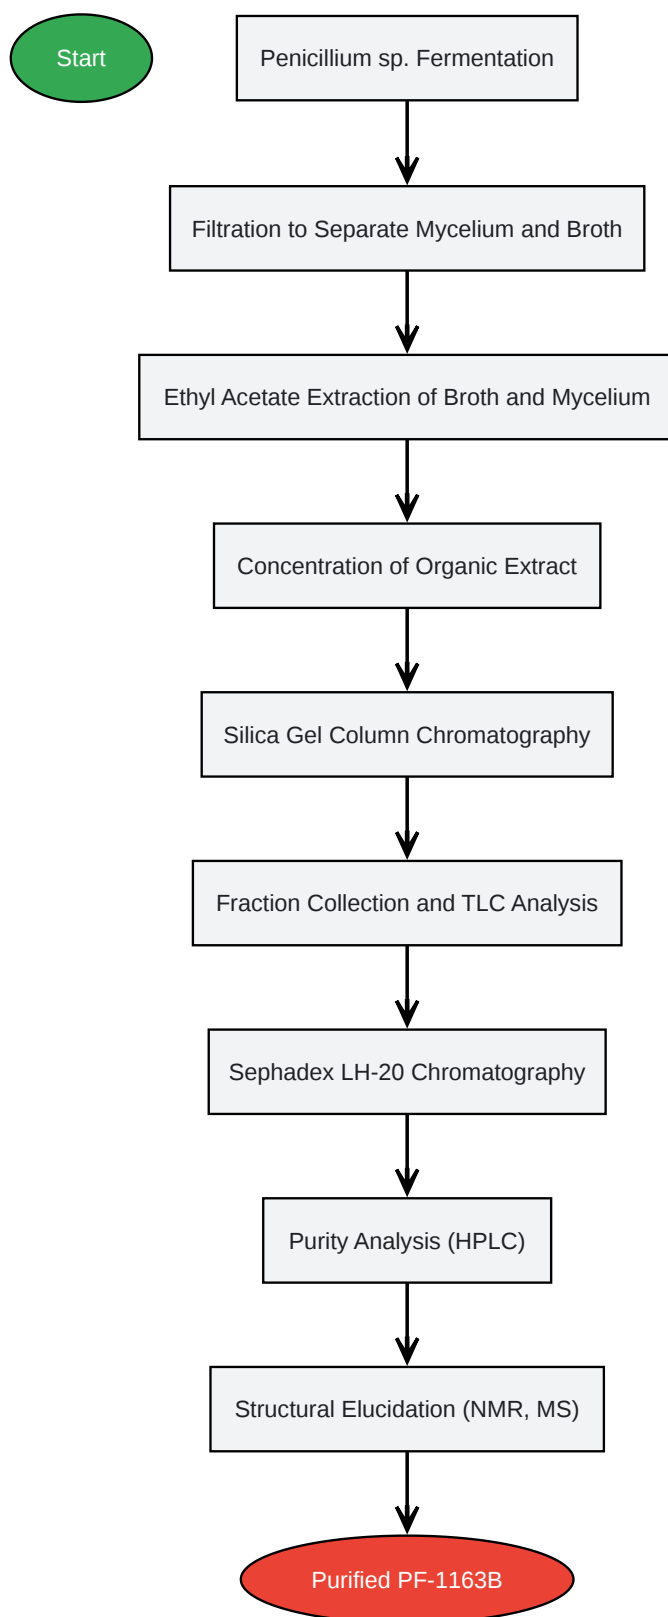 Start
Penicillium sp. Fermentation
Filtration to Separate Mycelium and Broth
Ethyl Acetate Extraction of Broth and Mycelium
Concentration of Organic Extract
Silica Gel Column Chromatography
Fraction Collection and TLC Analysis
Sephadex LH-20 Chromatography
Purity Analysis (HPLC)
Structural Elucidation (NMR, MS)
Purified PF-1163B